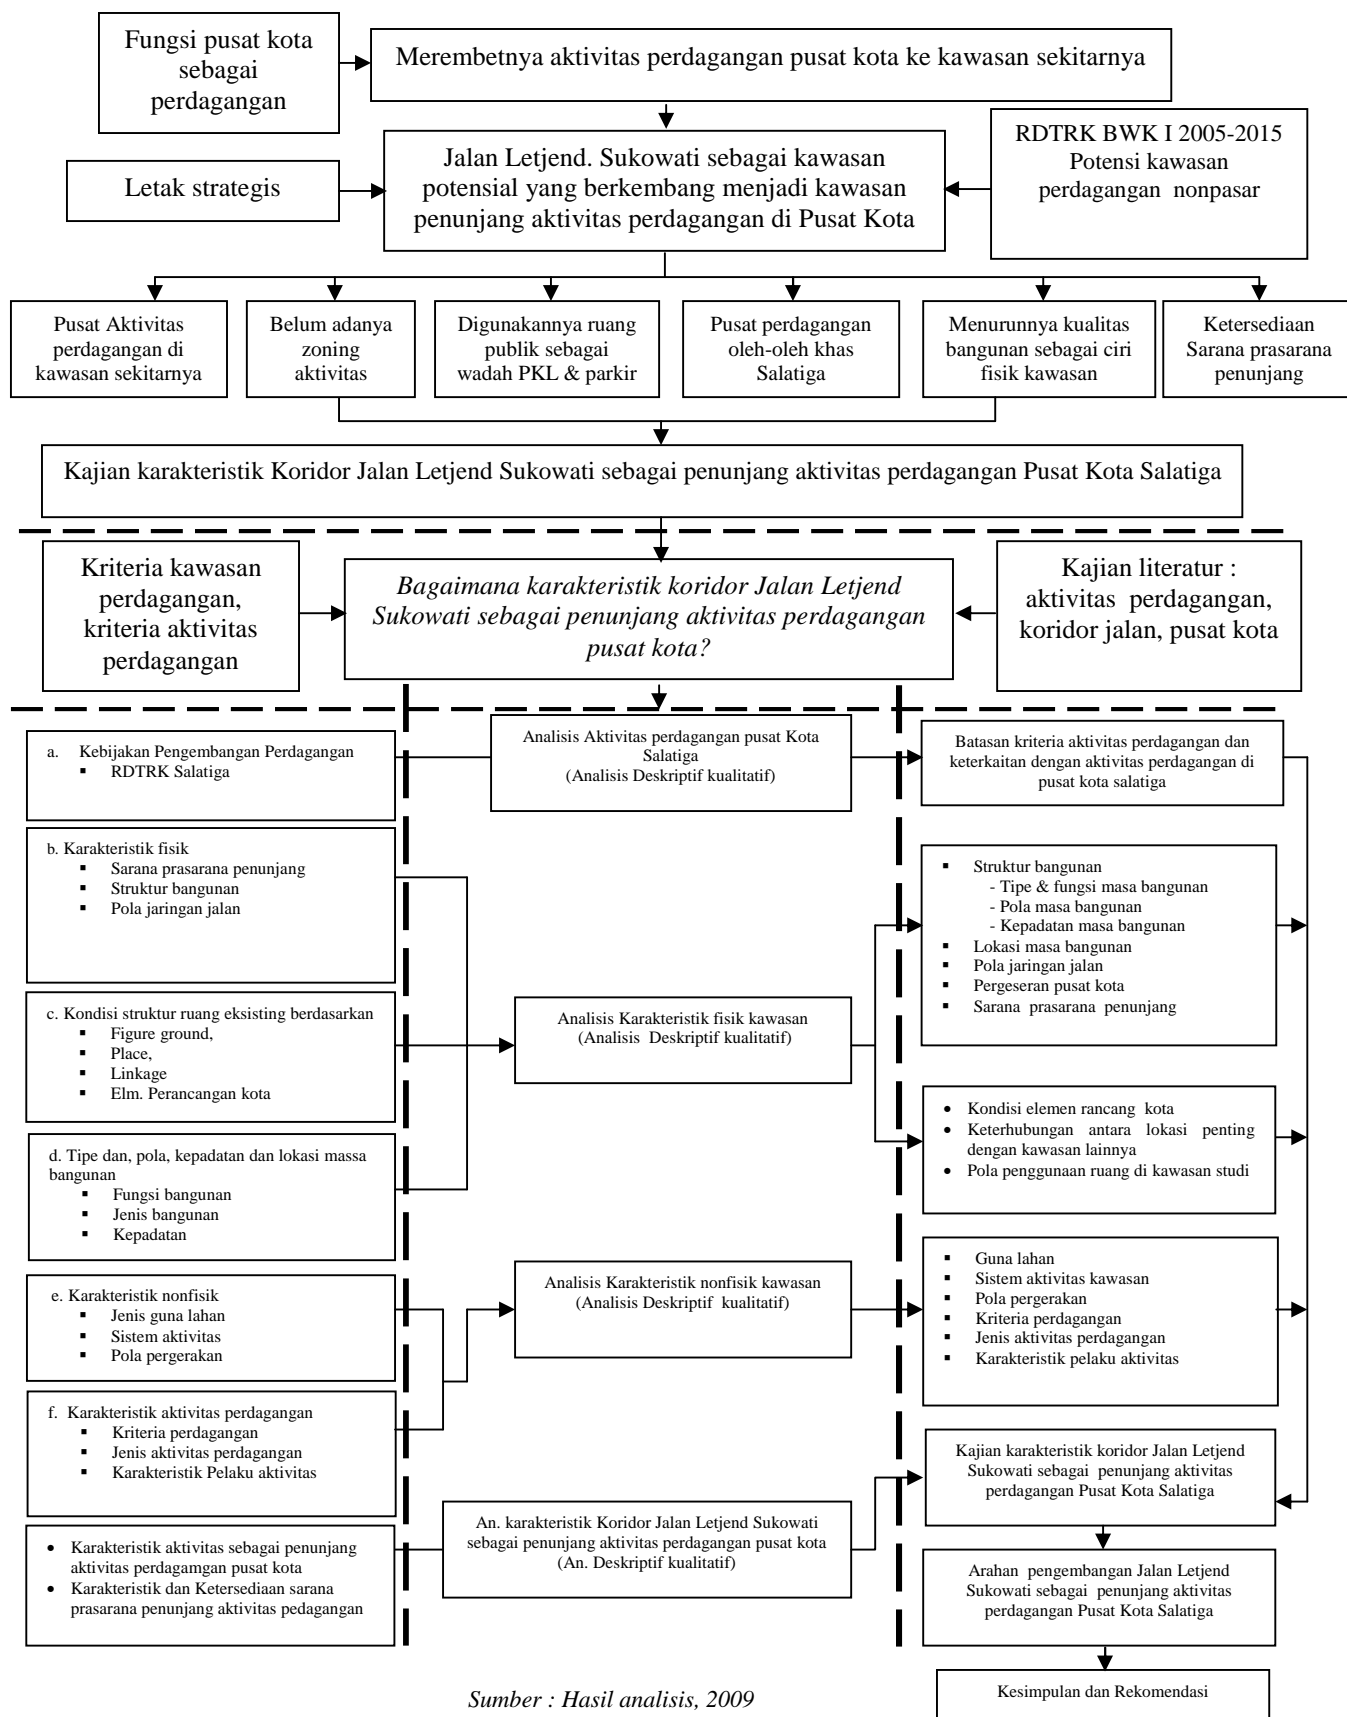 Fungsi pusat kota
sebagai
perdagangan
Merembetnya aktivitas perdagangan pusat kota ke kawasan sekitarnya
Letak strategis
Jalan Letjend. Sukowati sebagai kawasan
potensial yang berkembang menjadi kawasan
penunjang aktivitas perdagangan di Pusat Kota
RDTRK BWK I 2005-2015
Potensi kawasan
perdagangan nonpasar
Pusat Aktivitas
perdagangan di
kawasan sekitarnya
Belum adanya
zoning
aktivitas
Digunakannya ruang
publik sebagai
wadah PKL & parkir
Pusat perdagangan
oleh-oleh khas
Salatiga
Menurunnya kualitas
bangunan sebagai ciri
fisik kawasan
Ketersediaan
Sarana prasarana
penunjang
Kajian karakteristik Koridor Jalan Letjend Sukowati sebagai penunjang aktivitas perdagangan Pusat Kota Salatiga
Kriteria kawasan
perdagangan,
kriteria aktivitas
perdagangan
Bagaimana karakteristik koridor Jalan Letjend
Sukowati sebagai penunjang aktivitas perdagangan
pusat kota?
Kajian literatur :
aktivitas perdagangan,
koridor jalan, pusat kota
a. Kebijakan Pengembangan Perdagangan
▪ RDTRK Salatiga
Analisis Aktivitas perdagangan pusat Kota
Salatiga
(Analisis Deskriptif kualitatif)
Batasan kriteria aktivitas perdagangan dan
keterkaitan dengan aktivitas perdagangan di
pusat kota salatiga
b. Karakteristik fisik
▪ Sarana prasarana penunjang
▪ Struktur bangunan
▪ Pola jaringan jalan
c. Kondisi struktur ruang eksisting berdasarkan
▪ Figure ground,
▪ Place,
▪ Linkage
▪ Elm. Perancangan kota
d. Tipe dan, pola, kepadatan dan lokasi massa
bangunan
▪ Fungsi bangunan
▪ Jenis bangunan
▪ Kepadatan
Analisis Karakteristik fisik kawasan
(Analisis Deskriptif kualitatif)
▪ Struktur bangunan
- Tipe & fungsi masa bangunan
- Pola masa bangunan
- Kepadatan masa bangunan
▪ Lokasi masa bangunan
▪ Pola jaringan jalan
▪ Pergeseran pusat kota
▪ Sarana prasarana penunjang
• Kondisi elemen rancang kota
• Keterhubungan antara lokasi penting
dengan kawasan lainnya
• Pola penggunaan ruang di kawasan studi
e. Karakteristik nonfisik
▪ Jenis guna lahan
▪ Sistem aktivitas
▪ Pola pergerakan
f. Karakteristik aktivitas perdagangan
▪ Kriteria perdagangan
▪ Jenis aktivitas perdagangan
▪ Karakteristik Pelaku aktivitas
Analisis Karakteristik nonfisik kawasan
(Analisis Deskriptif kualitatif)
▪ Guna lahan
▪ Sistem aktivitas kawasan
▪ Pola pergerakan
▪ Kriteria perdagangan
▪ Jenis aktivitas perdagangan
▪ Karakteristik pelaku aktivitas
• Karakteristik aktivitas sebagai penunjang
aktivitas perdagamgan pusat kota
• Karakteristik dan Ketersediaan sarana
prasarana penunjang aktivitas pedagangan
An. karakteristik Koridor Jalan Letjend Sukowati
sebagai penunjang aktivitas perdagangan pusat kota
(An. Deskriptif kualitatif)
Kajian karakteristik koridor Jalan Letjend
Sukowati sebagai penunjang aktivitas
perdagangan Pusat Kota Salatiga
Arahan pengembangan Jalan Letjend
Sukowati sebagai penunjang aktivitas
perdagangan Pusat Kota Salatiga
Kesimpulan dan Rekomendasi
Sumber : Hasil analisis, 2009